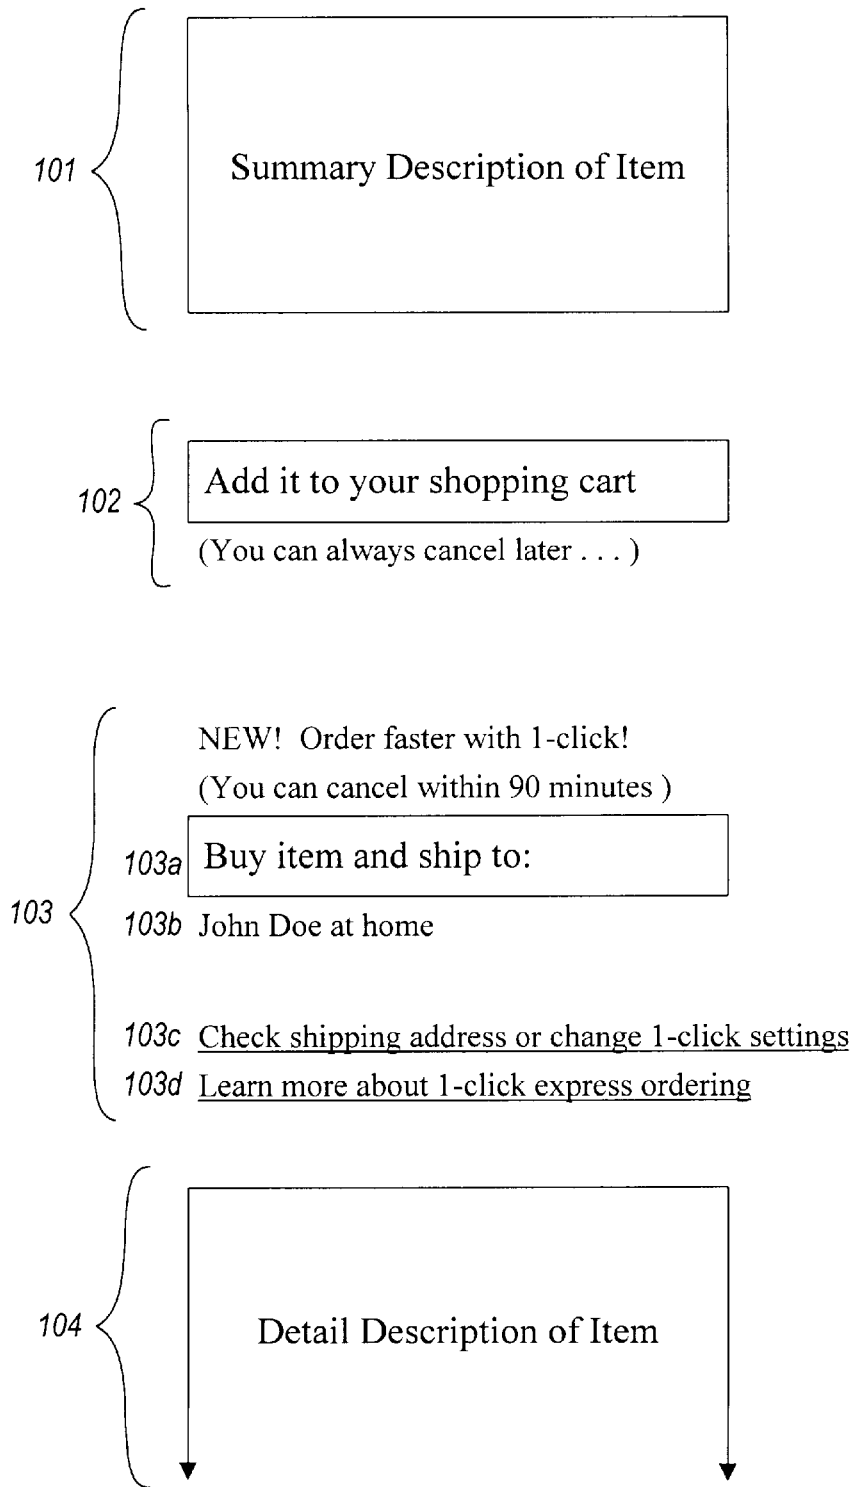 101 Summary Description of Item
102 Add it to your shopping cart
(You can always cancel later . . . )
NEW!  Order faster with 1-click!
(You can cancel within 90 minutes )
103a Buy item and ship to:
103 103b John Doe at home
103c Check shipping address or change 1-click settings
103d Learn more about 1-click express ordering
104 Detail Description of Item